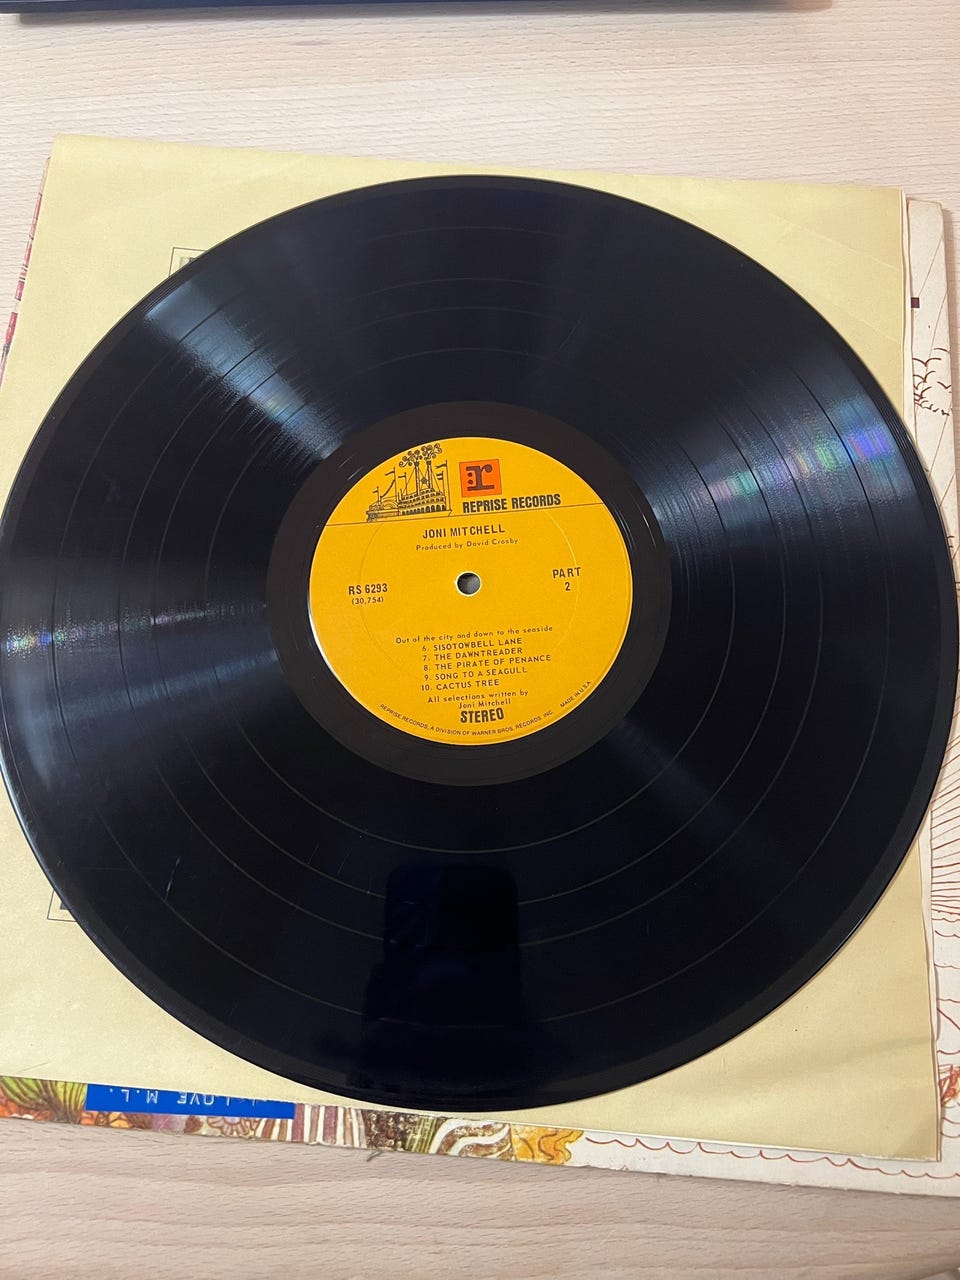 r:
REPRISE RECORDS
JONI MITCHELL
Produced by David Crosby
RS 6293
(30,754)
PART
2
Out of the city and down to the seaside
6. SISOTOWBELL LANE
7. THE DAWNTREADER
8. THE PIRATE OF PENANCE
9. SONG TO A SEAGULL
10. CACTUS TREE
All selections written by
Joni Mitchell
STEREO
REPRISE RECORDS, A DIVISION OF WARNER BROS. RECORDS, INC. MADE IN U.S.A.
LOVE M.L.